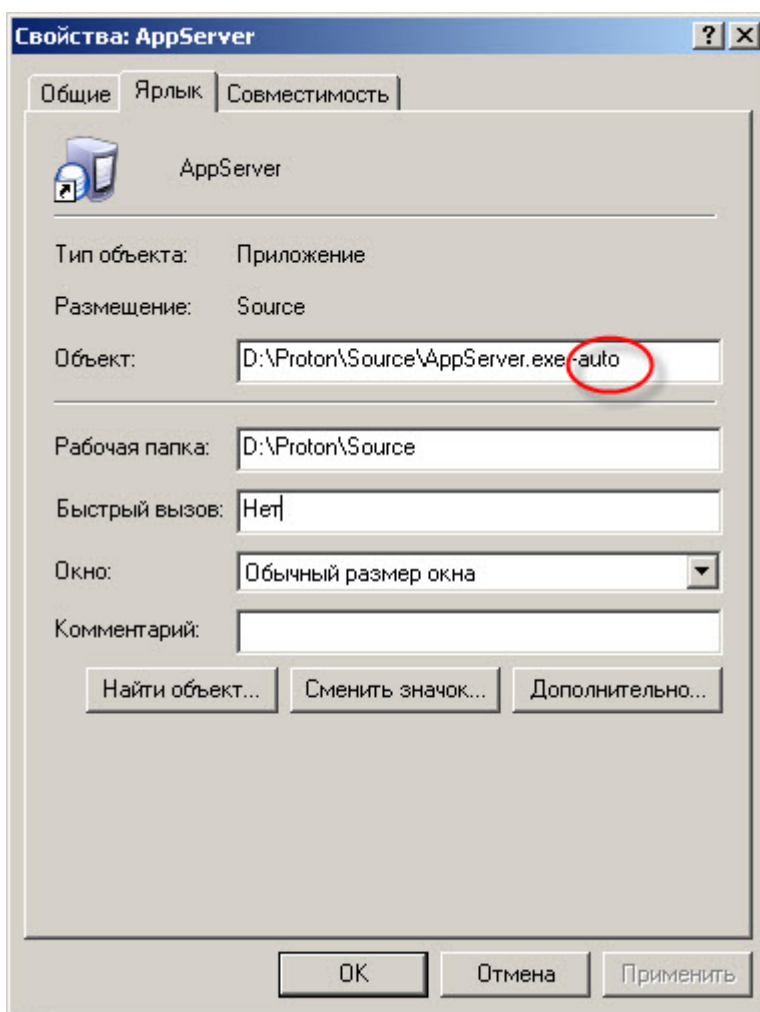 Свойства: AppServer
Общие Ярлык Совместимость
AppServer
Тип объекта: Приложение
Размещение: Source
Объект: D:\Proton\Source\AppServer.exe -auto
Рабочая папка: D:\Proton\Source
Быстрый вызов: Нет
Окно: Обычный размер окна
Комментарий:
Найти объект... Сменить значок... Дополнительно...
OK Отмена Применить